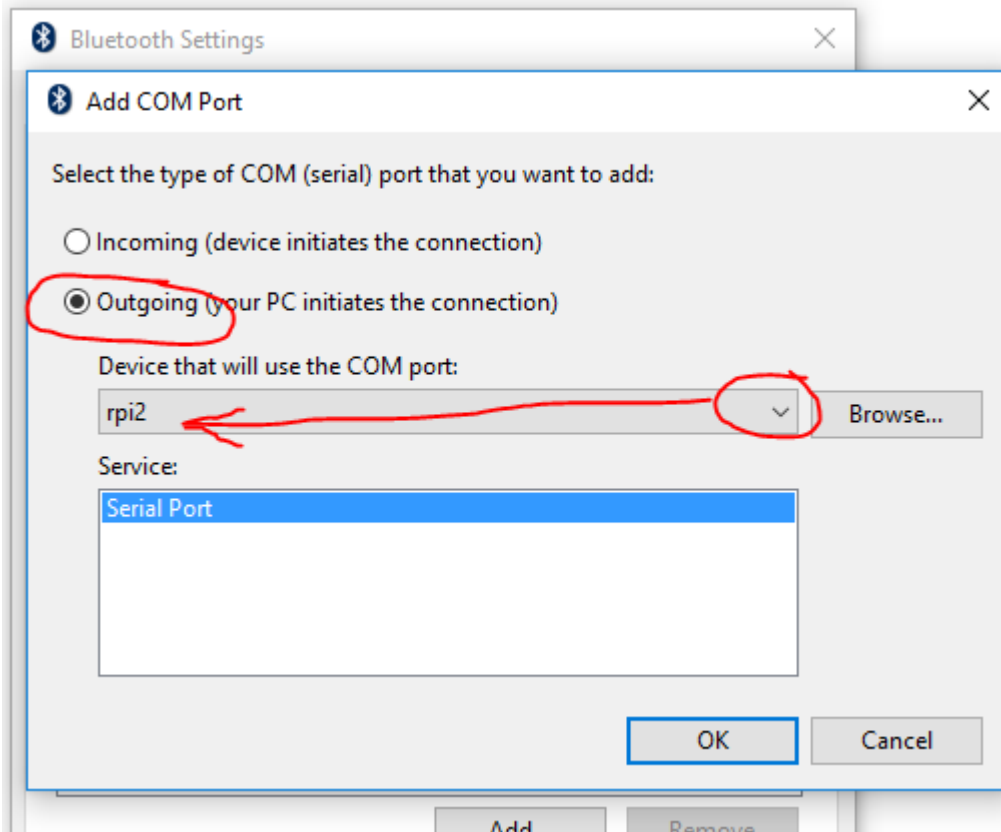 Bluetooth Settings
Add COM Port
Select the type of COM (serial) port that you want to add:
Incoming (device initiates the connection)
Outgoing (your PC initiates the connection)
Device that will use the COM port:
rpi2
Browse...
Service:
Serial Port
OK
Cancel
Add
Remove